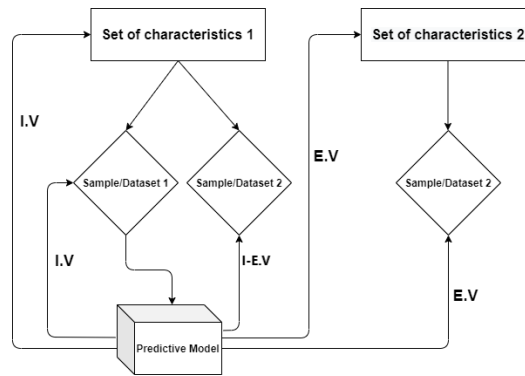 Set of characteristics 1
Set of characteristics 2
I.V
E.V
Sample/Dataset 1
Sample/Dataset 2
Sample/Dataset 2
I.V
I-E.V
E.V
Predictive Model